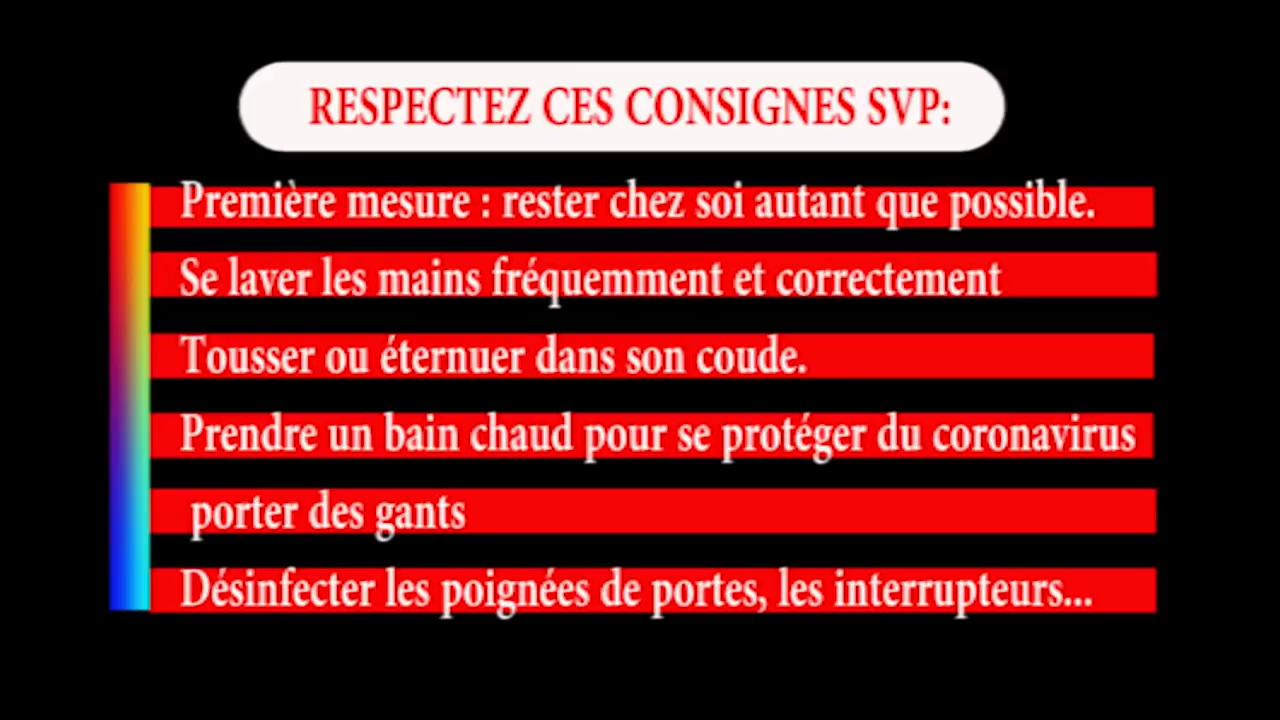 RESPECTEZ CES CONSIGNES SVP:
Première mesure : rester chez soi autant que possible.
Se laver les mains fréquemment et correctement
Tousser ou éternuer dans son coude.
Prendre un bain chaud pour se protéger du coronavirus
porter des gants
Désinfecter les poignées de portes, les interrupteurs...